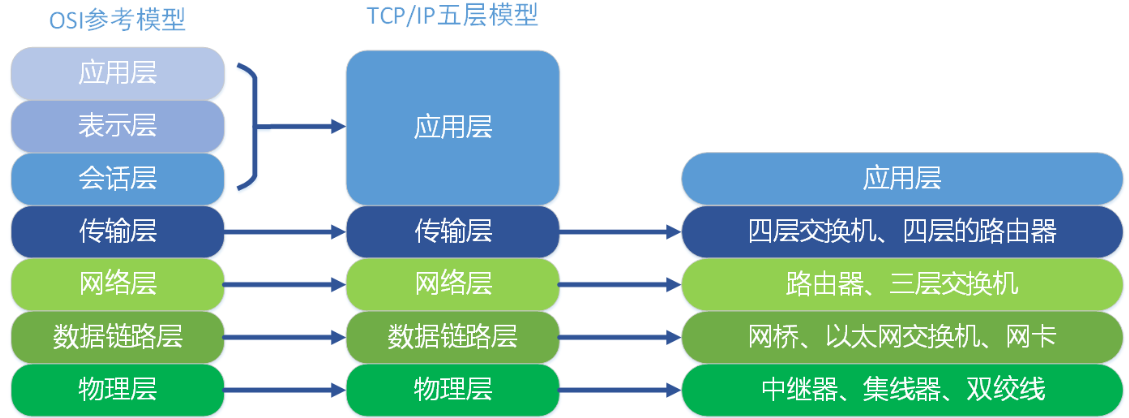 OSI参考模型
TCP/IP五层模型
应用层
表示层
会话层
传输层
网络层
数据链路层
物理层
应用层
传输层
网络层
数据链路层
物理层
应用层
四层交换机、四层的路由器
路由器、三层交换机
网桥、以太网交换机、网卡
中继器、集线器、双绞线